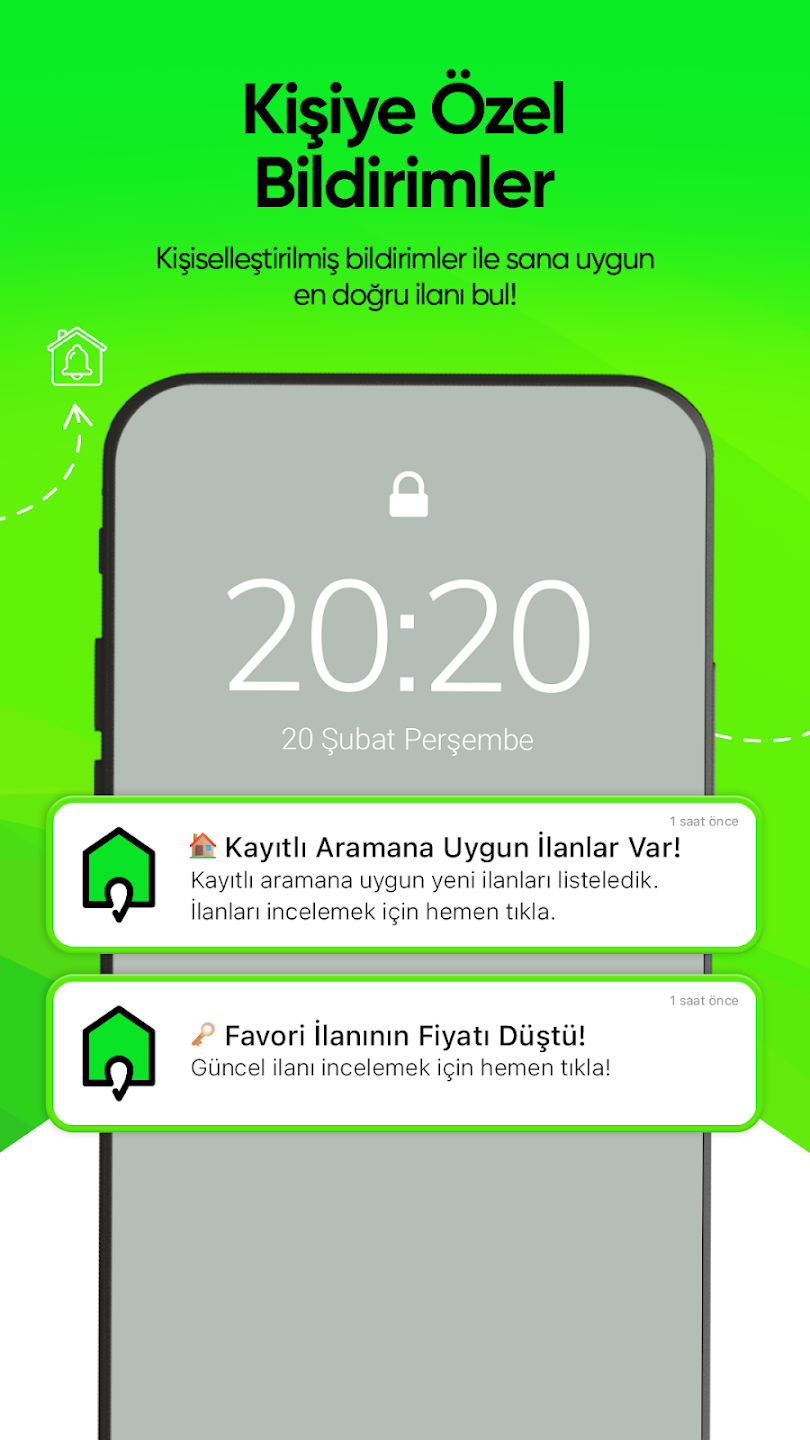 Kişiye Özel
Bildirimler
Kişiselleştirilmiş bildirimler ile sana uygun
en doğru ilanı bul!
20:20
20 Şubat Perşembe
1 saat önce
Kayıtlı Aramana Uygun İlanlar Var!
Kayıtlı aramana uygun yeni ilanları listeledik.
İlanları incelemek için hemen tıkla.
1 saat önce
Favori İlanının Fiyatı Düştü!
Güncel ilanı incelemek için hemen tıkla!